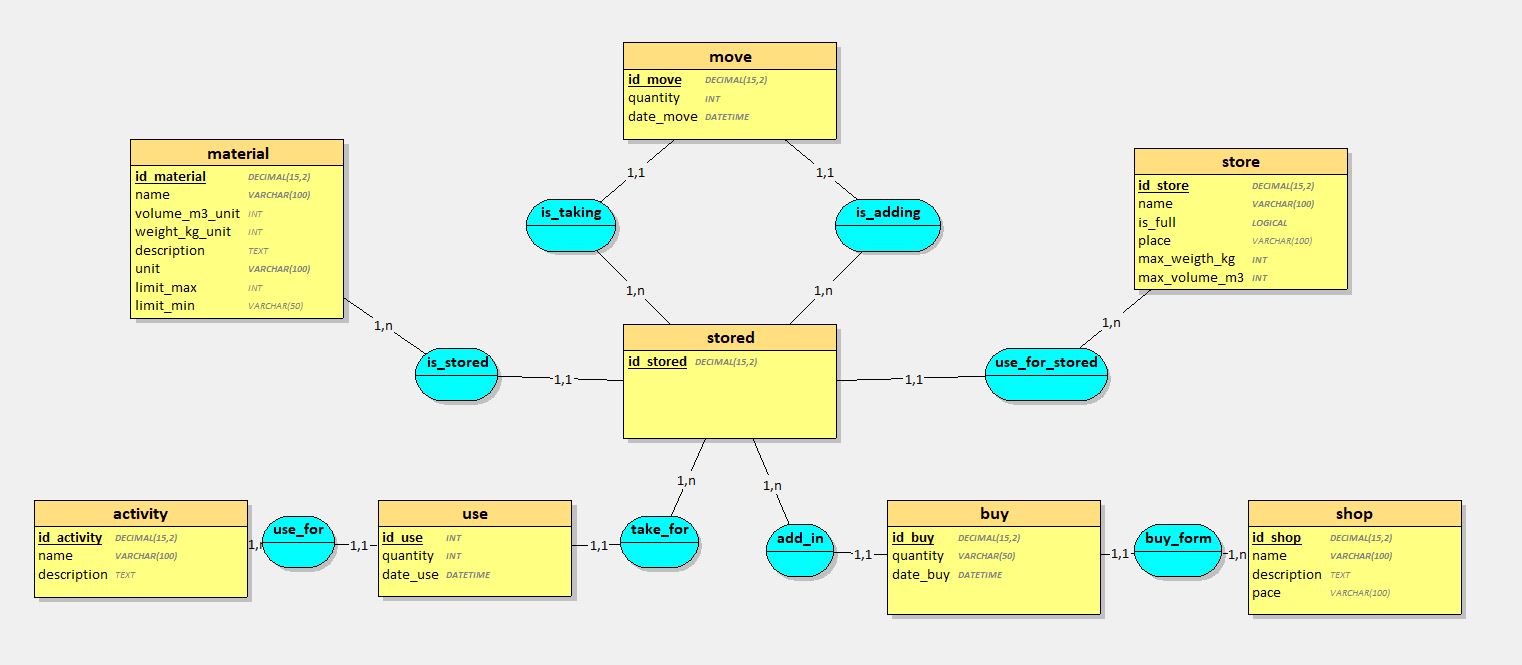 move
id_move DECIMAL(15,2)
quantity INT
date_move DATETIME
material
id_material DECIMAL(15,2)
name VARCHAR(100)
volume_m3_unit INT
weight_kg_unit INT
description TEXT
unit VARCHAR(100)
limit_max INT
limit_min VARCHAR(50)
store
id_store DECIMAL(15,2)
name VARCHAR(100)
is_full LOGICAL
place VARCHAR(100)
max_weigth_kg INT
max_volume_m3 INT
1,1
1,1
is_taking
is_adding
1,n
1,n
stored
id_stored DECIMAL(15,2)
1,n
is_stored
1,1
1,n
use_for_stored
1,1
1,n
1,n
activity
id_activity DECIMAL(15,2)
name VARCHAR(100)
description TEXT
1,n
use_for
1,1
use
id_use INT
quantity INT
date_use DATETIME
1,1
take_for
add_in
1,1
buy
id_buy DECIMAL(15,2)
quantity VARCHAR(50)
date_buy DATETIME
1,1
buy_form
1,n
shop
id_shop DECIMAL(15,2)
name VARCHAR(100)
description TEXT
pace VARCHAR(100)